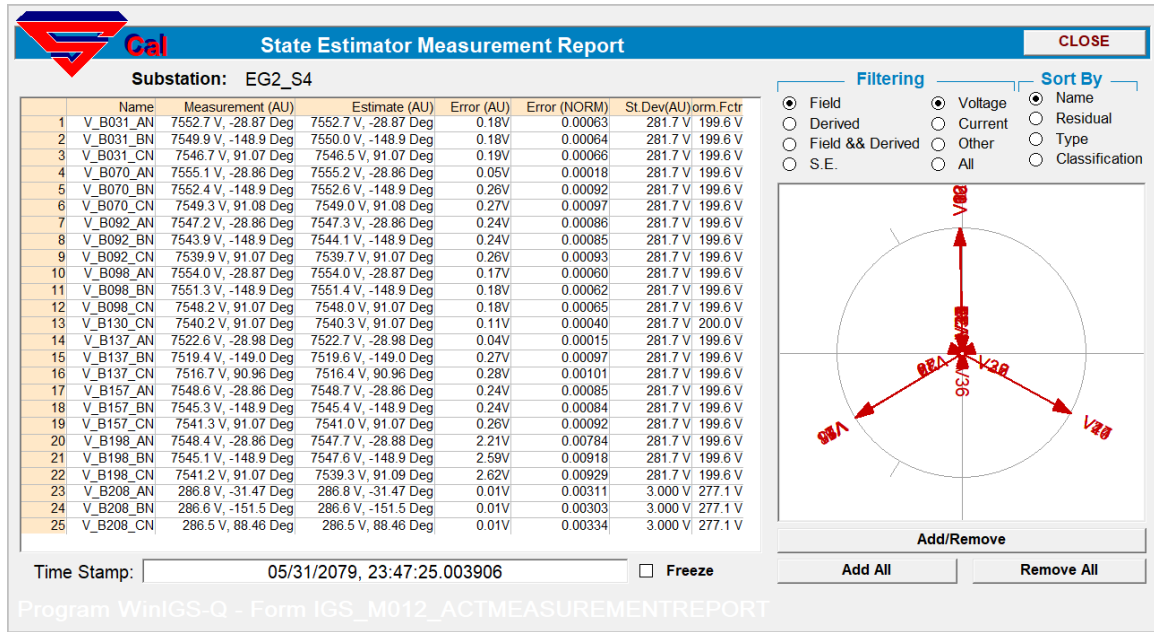 Cal State Estimator Measurement Report CLOSE
Substation: EG2_S4
Name Measurement (AU) Estimate (AU) Error (AU) Error (NORM) St.Dev(AU) orm.Fctr
1 V_B031_AN 7552.7 V, -28.87 Deg 7552.7 V, -28.87 Deg 0.18V 0.00063 281.7 V 199.6 V
2 V_B031_BN 7549.9 V, -148.9 Deg 7550.0 V, -148.9 Deg 0.18V 0.00064 281.7 V 199.6 V
3 V_B031_CN 7546.7 V, 91.07 Deg 7546.5 V, 91.07 Deg 0.19V 0.00066 281.7 V 199.6 V
4 V_B070_AN 7555.1 V, -28.86 Deg 7555.2 V, -28.86 Deg 0.05V 0.00018 281.7 V 199.6 V
5 V_B070_BN 7552.4 V, -148.9 Deg 7552.6 V, -148.9 Deg 0.26V 0.00092 281.7 V 199.6 V
6 V_B070_CN 7549.3 V, 91.08 Deg 7549.0 V, 91.08 Deg 0.27V 0.00097 281.7 V 199.6 V
7 V_B092_AN 7547.2 V, -28.86 Deg 7547.3 V, -28.86 Deg 0.24V 0.00086 281.7 V 199.6 V
8 V_B092_BN 7543.9 V, -148.9 Deg 7544.1 V, -148.9 Deg 0.24V 0.00085 281.7 V 199.6 V
9 V_B092_CN 7539.9 V, 91.07 Deg 7539.7 V, 91.07 Deg 0.26V 0.00093 281.7 V 199.6 V
10 V_B098_AN 7554.0 V, -28.87 Deg 7554.0 V, -28.87 Deg 0.17V 0.00060 281.7 V 199.6 V
11 V_B098_BN 7551.3 V, -148.9 Deg 7551.4 V, -148.9 Deg 0.18V 0.00062 281.7 V 199.6 V
12 V_B098_CN 7548.2 V, 91.07 Deg 7548.0 V, 91.07 Deg 0.18V 0.00065 281.7 V 199.6 V
13 V_B130_CN 7540.2 V, 91.07 Deg 7540.3 V, 91.07 Deg 0.11V 0.00040 281.7 V 200.0 V
14 V_B137_AN 7522.6 V, -28.98 Deg 7522.7 V, -28.98 Deg 0.04V 0.00015 281.7 V 199.6 V
15 V_B137_BN 7519.4 V, -149.0 Deg 7519.6 V, -149.0 Deg 0.27V 0.00097 281.7 V 199.6 V
16 V_B137_CN 7516.7 V, 90.96 Deg 7516.4 V, 90.96 Deg 0.28V 0.00101 281.7 V 199.6 V
17 V_B157_AN 7548.6 V, -28.86 Deg 7548.7 V, -28.86 Deg 0.24V 0.00085 281.7 V 199.6 V
18 V_B157_BN 7545.3 V, -148.9 Deg 7545.4 V, -148.9 Deg 0.24V 0.00084 281.7 V 199.6 V
19 V_B157_CN 7541.3 V, 91.07 Deg 7541.0 V, 91.07 Deg 0.26V 0.00092 281.7 V 199.6 V
20 V_B198_AN 7548.4 V, -28.86 Deg 7547.7 V, -28.88 Deg 2.21V 0.00784 281.7 V 199.6 V
21 V_B198_BN 7545.1 V, -148.9 Deg 7547.6 V, -148.9 Deg 2.59V 0.00918 281.7 V 199.6 V
22 V_B198_CN 7541.2 V, 91.07 Deg 7539.3 V, 91.09 Deg 2.62V 0.00929 281.7 V 199.6 V
23 V_B208_AN 286.8 V, -31.47 Deg 286.8 V, -31.47 Deg 0.01V 0.00311 3.000 V 277.1 V
24 V_B208_BN 286.6 V, -151.5 Deg 286.6 V, -151.5 Deg 0.01V 0.00303 3.000 V 277.1 V
25 V_B208_CN 286.5 V, 88.46 Deg 286.5 V, 88.46 Deg 0.01V 0.00334 3.000 V 277.1 V
Filtering Sort By
Field Voltage Name
Derived Current Residual
Field && Derived Other Type
S.E. All Classification
V36
Add/Remove
Add All Remove All
Time Stamp: 05/31/2079, 23:47:25.003906 Freeze
Program WinIGS-Q - Form IGS_M012_ACTMEASUREMENTREPORT